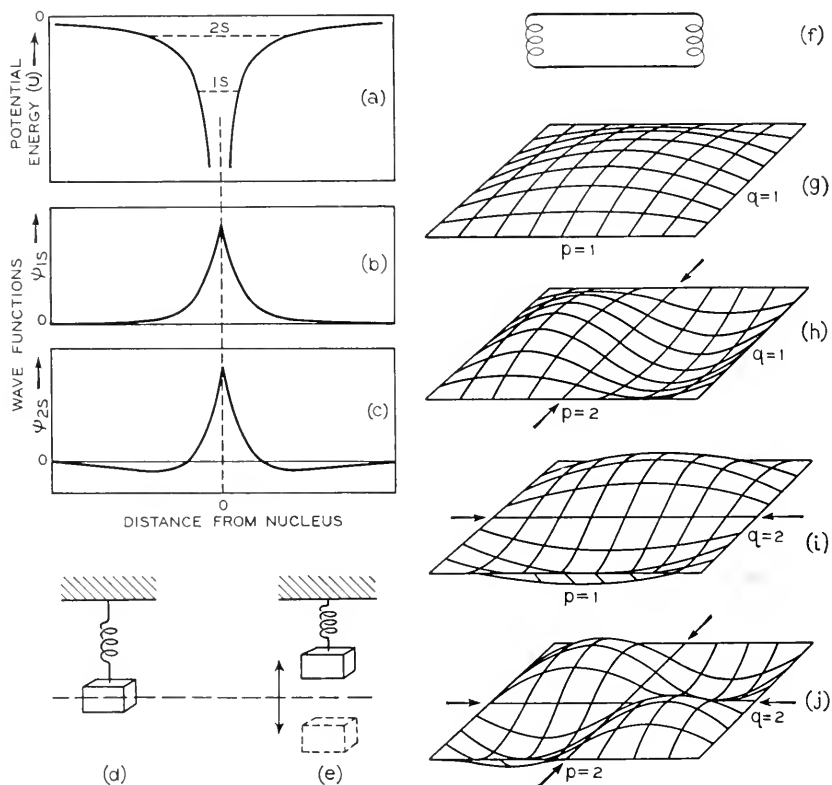 0
2S
1S
POTENTIAL
ENERGY (U)
(a)
WAVE FUNCTIONS
ψ1S
0
(b)
ψ2S
0
(c)
0
DISTANCE FROM NUCLEUS
(d)
(e)
(f)
(g)
q=1
p=1
(h)
q=1
p=2
(i)
q=2
p=1
(j)
q=2
p=2